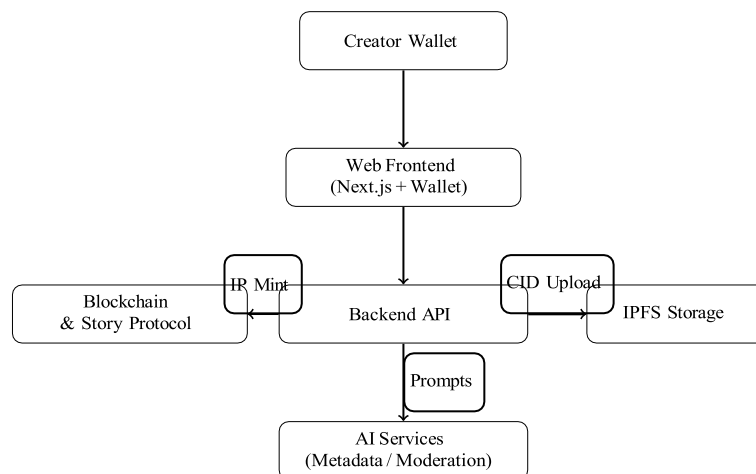 Creator Wallet
Web Frontend
(Next.js + Wallet)
IP Mint
CID Upload
Blockchain
& Story Protocol
Backend API
IPFS Storage
Prompts
AI Services
(Metadata / Moderation)